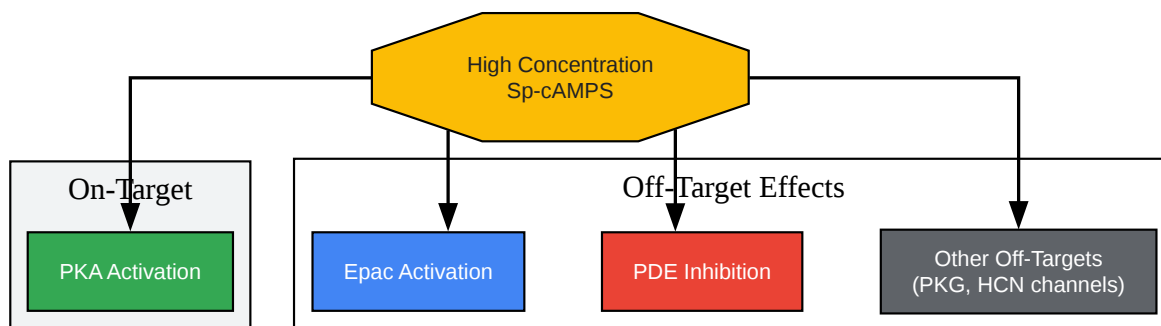 High Concentration
Sp-cAMPS
On-Target
Off-Target Effects
PKA Activation
Epac Activation
PDE Inhibition
Other Off-Targets
(PKG, HCN channels)